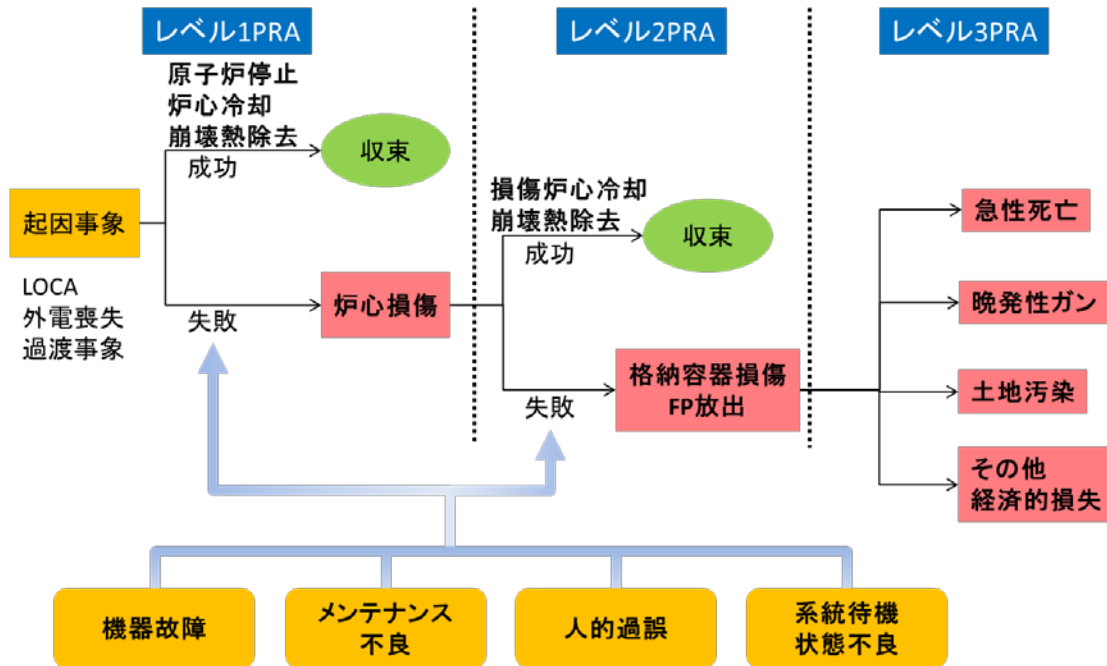 レベル1PRA
レベル2PRA
レベル3PRA
原子炉停止
炉心冷却
崩壊熱除去
成功
収束
起因事象
LOCA
外電喪失
過渡事象
失敗
炉心損傷
損傷炉心冷却
崩壊熱除去
成功
収束
失敗
格納容器損傷
FP放出
急性死亡
晩発性ガン
土地汚染
その他
経済的損失
機器故障
メンテナンス
不良
人的過誤
系統待機
状態不良